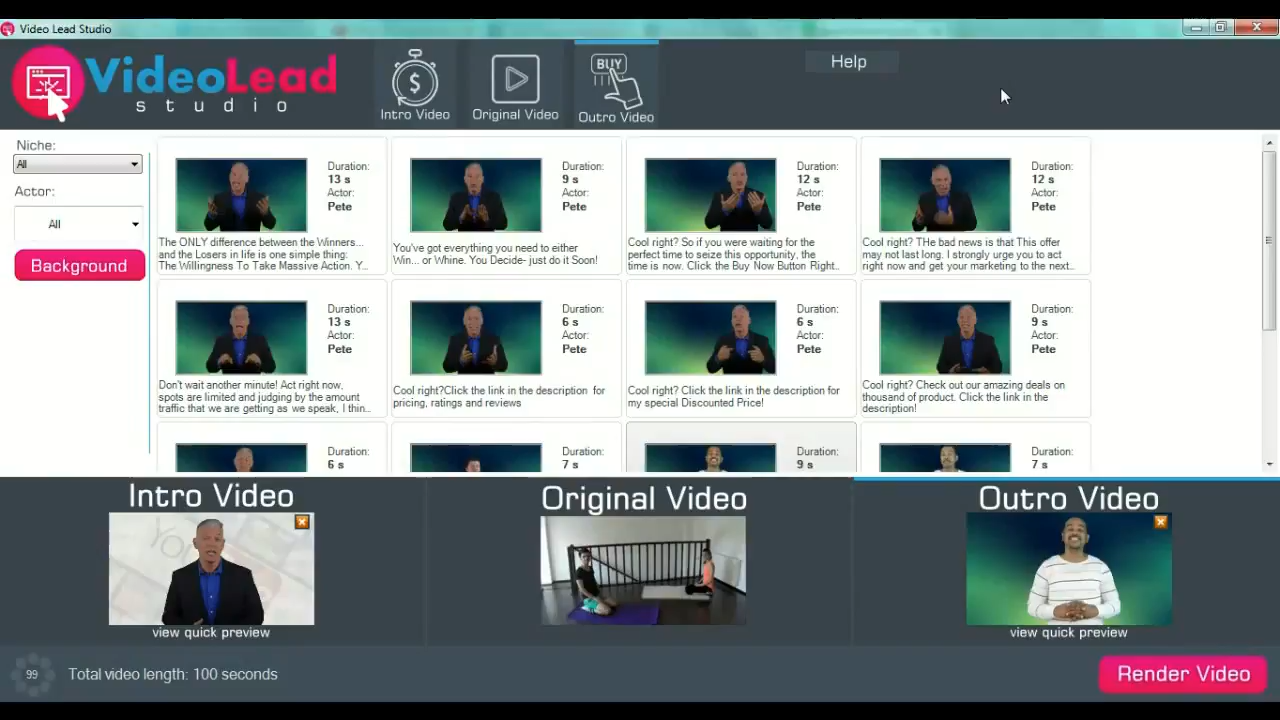 Video Lead Studio
VideoLead
studio
Intro Video
Original Video
BUY
Outro Video
Help
Niche:
All
Actor:
All
Background
Duration:
13 s
Actor:
Pete
The ONLY difference between the Winners...
and the Losers in life is one simple thing:
The Willingness To Take Massive Action. Y...
Duration:
9 s
Actor:
Pete
You've got everything you need to either
Win... or Whine. You Decide- just do it Soon!
Duration:
12 s
Actor:
Pete
Cool right? So if you were waiting for the
perfect time to seize this opportunity, the
time is now. Click the Buy Now Button Right..
Duration:
12 s
Actor:
Pete
Cool right? THe bad news is that This offer
may not last long. I strongly urge you to act
right now and get your marketing to the next..
Duration:
13 s
Actor:
Pete
Don't wait another minute! Act right now,
spots are limited and judging by the amount
traffic that we are getting as we speak, I thin..
Duration:
6 s
Actor:
Pete
Cool right?Click the link in the description for
pricing, ratings and reviews
Duration:
6 s
Actor:
Pete
Cool right? Click the link in the description for
my special Discounted Price!
Duration:
9 s
Actor:
Pete
Cool right? Check out our amazing deals on
thousand of product. Click the link in the
description!
Duration:
6 s
Duration:
7 s
Duration:
9 s
Duration:
7 s
Intro Video
view quick preview
Original Video
Outro Video
view quick preview
99
Total video length: 100 seconds
Render Video